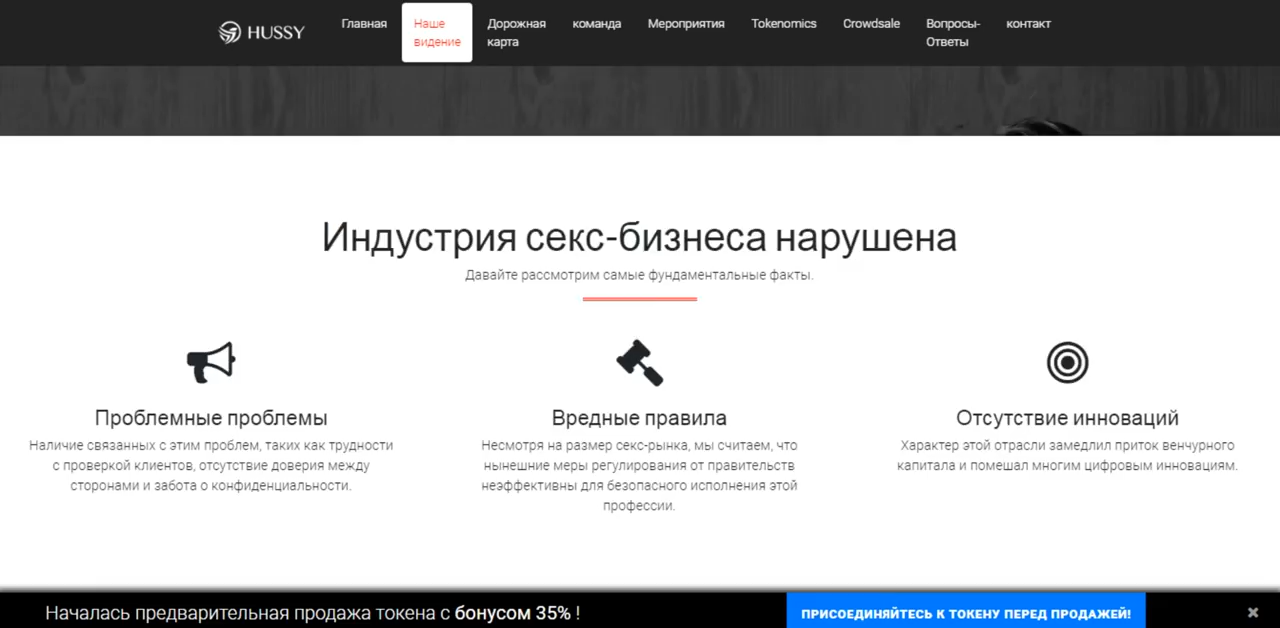 HUSSY
Главная
Наше
видение
Дорожная
карта
команда
Мероприятия
Tokenomics
Crowdsale
Вопросы-
Ответы
контакт
Индустрия секс-бизнеса нарушена
Давайте рассмотрим самые фундаментальные факты.
Проблемные проблемы
Наличие связанных с этим проблем, таких как трудности
с проверкой клиентов, отсутствие доверия между
сторонами и забота о конфиденциальности.
Вредные правила
Несмотря на размер секс-рынка, мы считаем, что
нынешние меры регулирования от правительств
неэффективны для безопасного исполнения этой
профессии.
Отсутствие инноваций
Характер этой отрасли замедлил приток венчурного
капитала и помешал многим цифровым инновациям.
Началась предварительная продажа токена с бонусом 35% !
ПРИСОЕДИНЯЙТЕСЬ К ТОКЕНУ ПЕРЕД ПРОДАЖЕЙ!